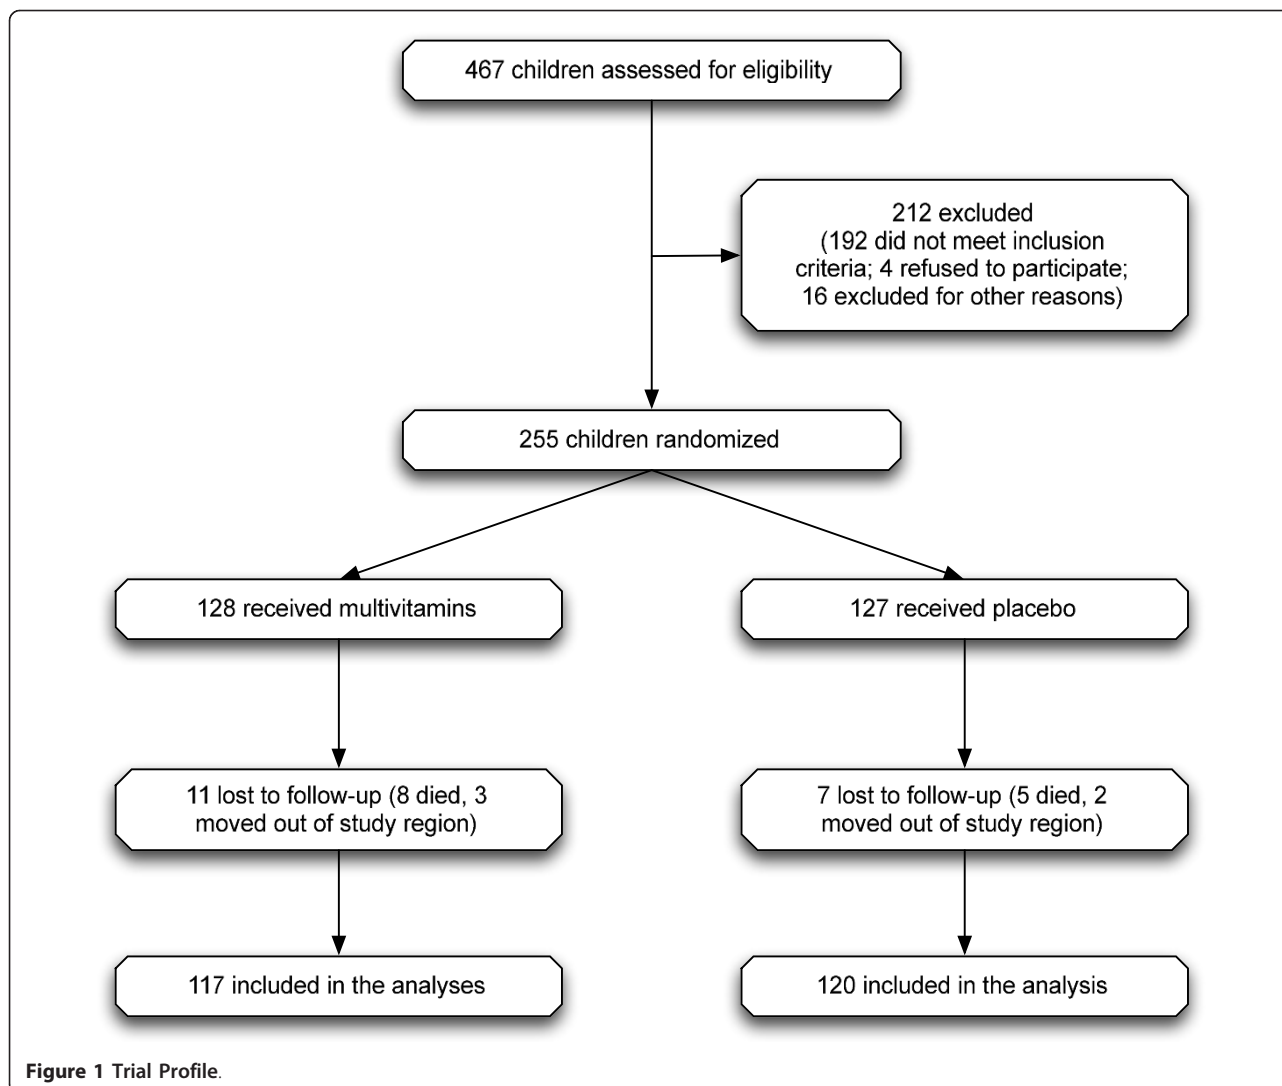 467 children assessed for eligibility
212 excluded
(192 did not meet inclusion
criteria; 4 refused to participate;
16 excluded for other reasons)
255 children randomized
128 received multivitamins
127 received placebo
11 lost to follow-up (8 died, 3
moved out of study region)
7 lost to follow-up (5 died, 2
moved out of study region)
117 included in the analyses
120 included in the analysis
Figure 1 Trial Profile.